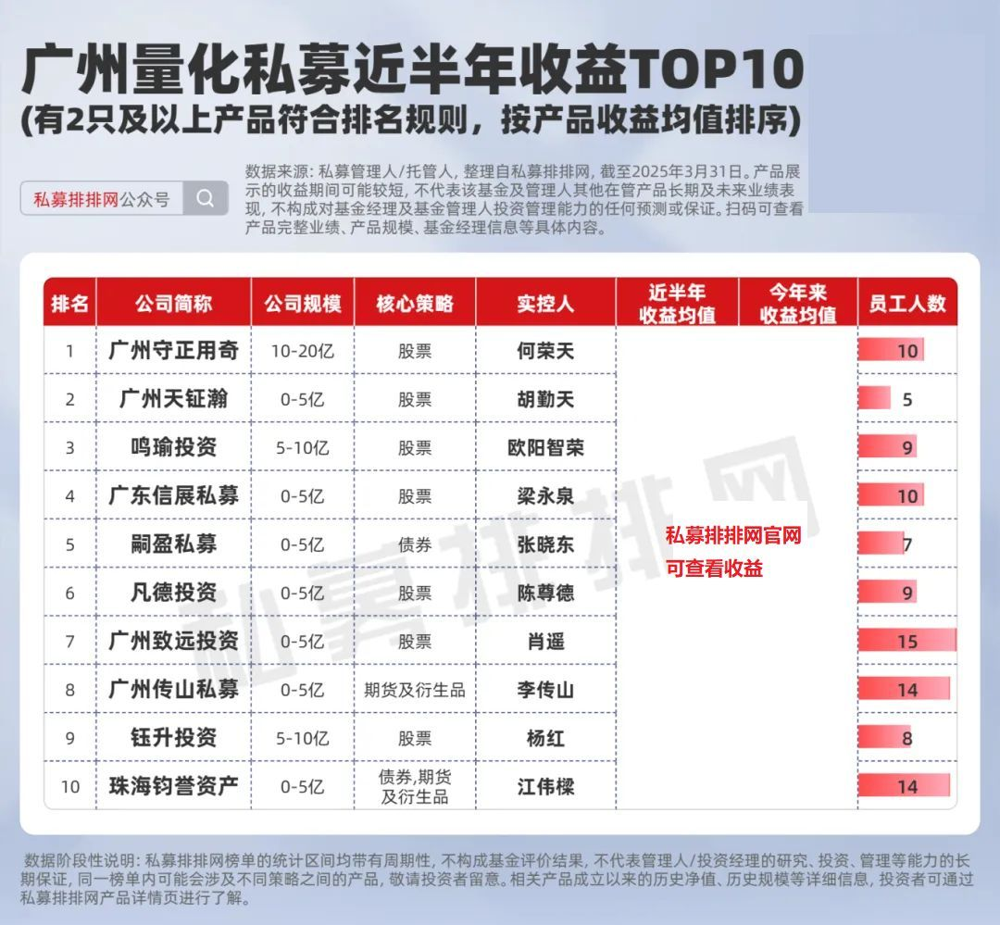 广州量化私募近半年收益TOP10
(有2只及以上产品符合排名规则，按产品收益均值排序)
私募排排网公众号
数据来源：私募管理人/托管人，整理自私募排排网，截至2025年3月31日。产品展
示的收益期间可能较短，不代表该基金及管理人其他在管产品长期及未来业绩表
现，不构成对基金经理及基金管理人投资管理能力的任何预测或保证。扫码可查看
产品完整业绩、产品规模、基金经理信息等具体内容。
排名 公司简称 公司规模 核心策略 实控人 近半年 今年来 员工人数
收益均值 收益均值
1 广州守正用奇 10-20亿 股票 何荣天 10
2 广州天钲瀚 0-5亿 股票 胡勤天 5
3 鸣瑜投资 5-10亿 股票 欧阳智荣 9
4 广东信展私募 0-5亿 股票 梁永泉 10
5 嗣盈私募 0-5亿 债券 张晓东 7
私募排排网官网
可查看收益
6 凡德投资 0-5亿 股票 陈尊德 9
7 广州致远投资 0-5亿 股票 肖遥 15
8 广州传山私募 0-5亿 期货及衍生品 李传山 14
9 钰升投资 5-10亿 股票 杨红 8
10 珠海钧誉资产 0-5亿 债券,期货 江伟樑 14
及衍生品
私募排排网
数据阶段性说明：私募排排网榜单的统计区间均带有周期性，不构成基金评价结果，不代表管理人/投资经理的研究、投资、管理等能力的长
期保证，同一榜单内可能会涉及不同策略之间的产品，敬请投资者留意。相关产品成立以来的历史净值、历史规模等详细信息，投资者可通过
私募排排网产品详情页进行了解。